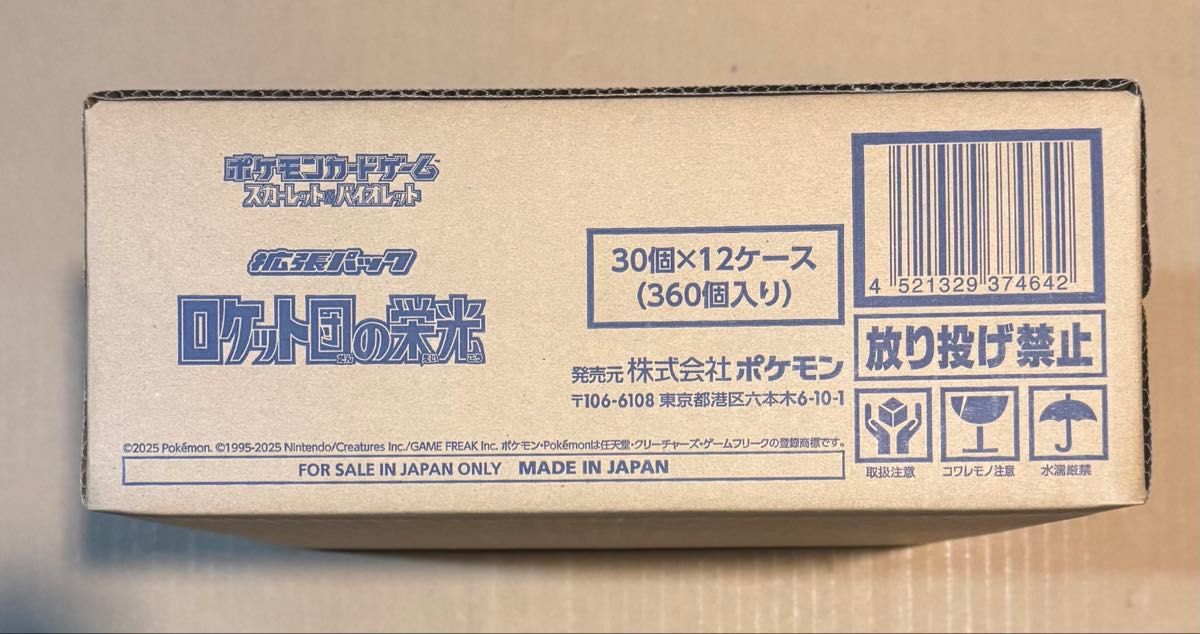 ポケモンカードゲーム
スカーレット&バイオレット
拡張パック
ロケット団の栄光
だん えい こう
30個×12ケース
(360個入り)
発売元 株式会社 ポケモン
〒106-6108 東京都港区六本木6-10-1
©2025 Pokémon. ©1995-2025 Nintendo/Creatures Inc./GAME FREAK Inc. ポケモン・Pokémonは任天堂・クリーチャーズ・ゲームフリークの登録商標です。
FOR SALE IN JAPAN ONLY MADE IN JAPAN
4 521329 374642
放り投げ禁止
取扱注意 コワレモノ注意 水濡厳禁